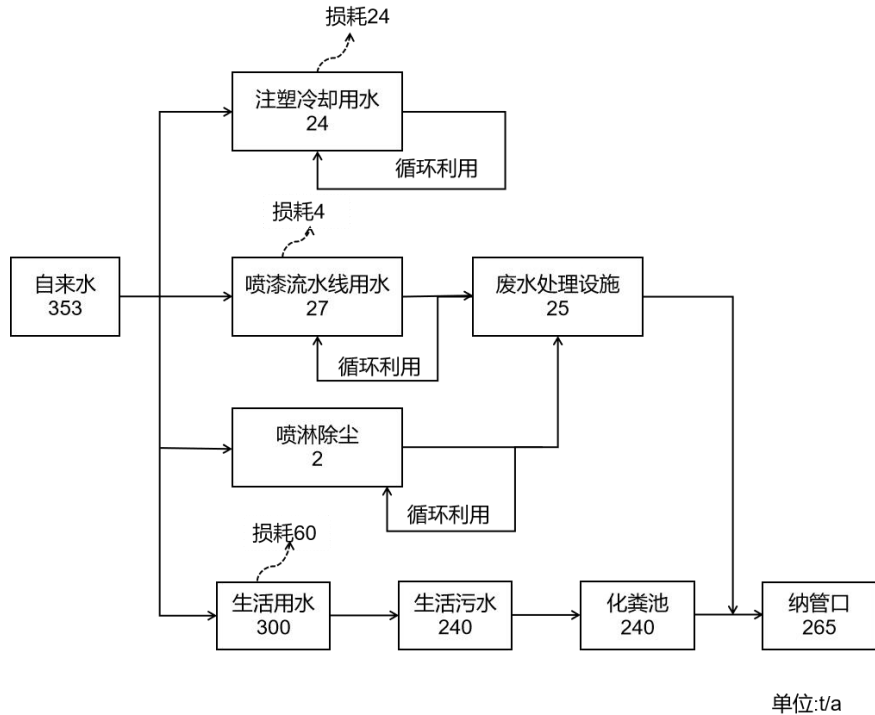 损耗24
注塑冷却用水
24
循环利用
损耗4
自来水
353
喷漆流水线用水
27
废水处理设施
25
循环利用
喷淋除尘
2
循环利用
损耗60
生活用水
300
生活污水
240
化粪池
240
纳管口
265
单位:t/a